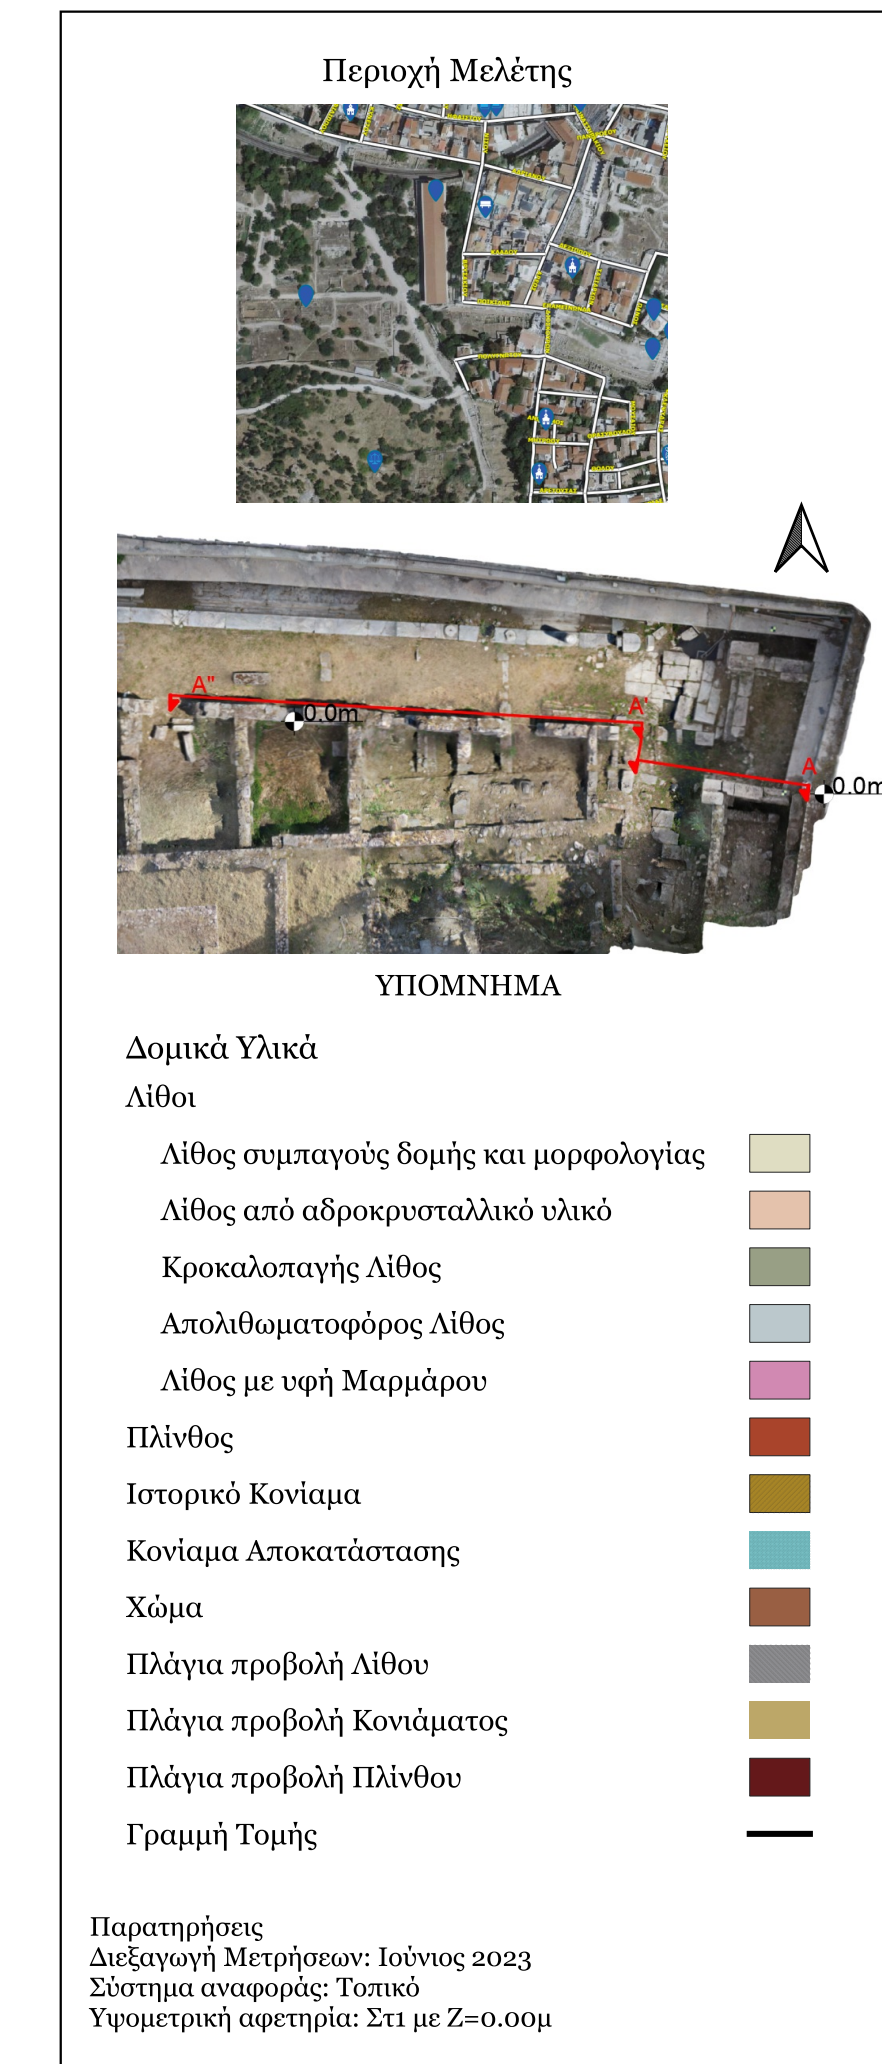 Περιοχή Μελέτης
A"
0.0m
A'
A
0.0m
ΥΠΟΜΝΗΜΑ
Δομικά Υλικά
Λίθοι
Λίθος συμπαγούς δομής και μορφολογίας
Λίθος από αδροκρυσταλλικό υλικό
Κροκαλοπαγής Λίθος
Απολιθωματοφόρος Λίθος
Λίθος με υφή Μαρμάρου
Πλίνθος
Ιστορικό Κονίαμα
Κονίαμα Αποκατάστασης
Χώμα
Πλάγια προβολή Λίθου
Πλάγια προβολή Κονιάματος
Πλάγια προβολή Πλίνθου
Γραμμή Τομής
Παρατηρήσεις
Διεξαγωγή Μετρήσεων: Ιούνιος 2023
Σύστημα αναφοράς: Τοπικό
Υψομετρική αφετηρία: Στ1 με Z=0.00μ